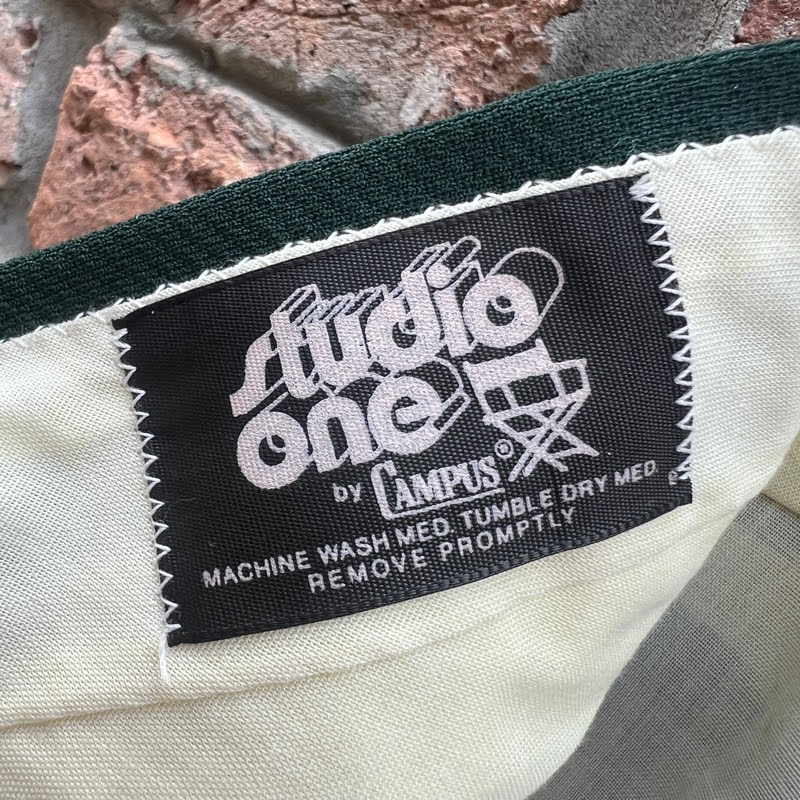 studio
one
by CAMPUS®
MACHINE WASH MED. TUMBLE DRY MED.
REMOVE PROMPTLY